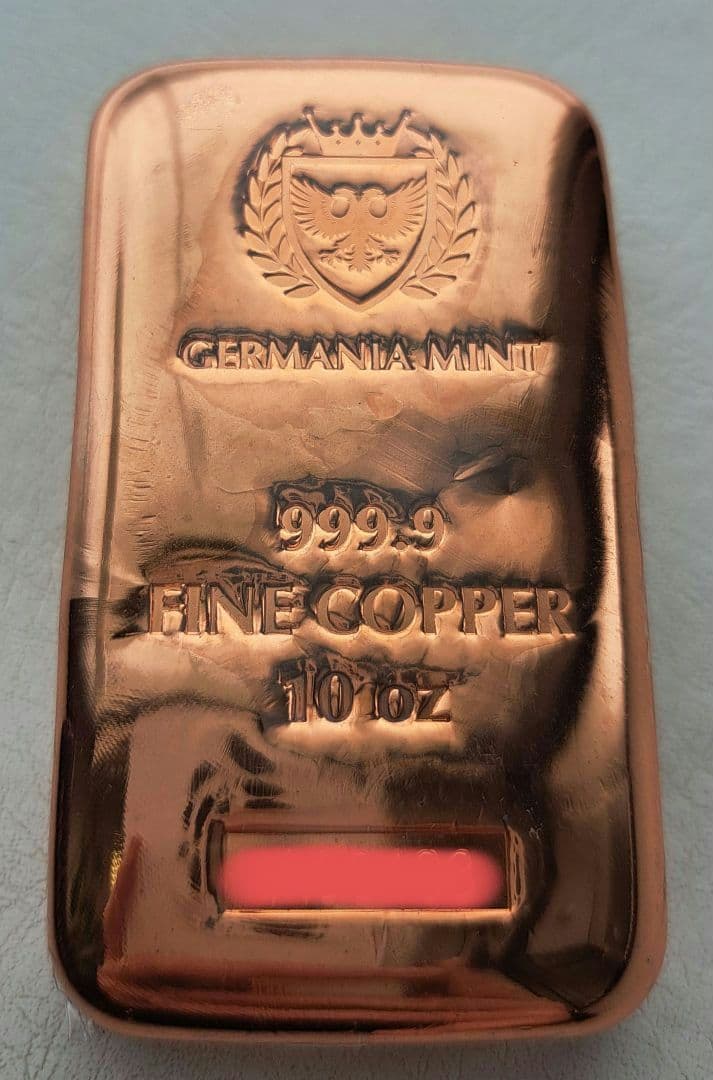 GERMANIA MINT
999.9
FINE COPPER
10 oz